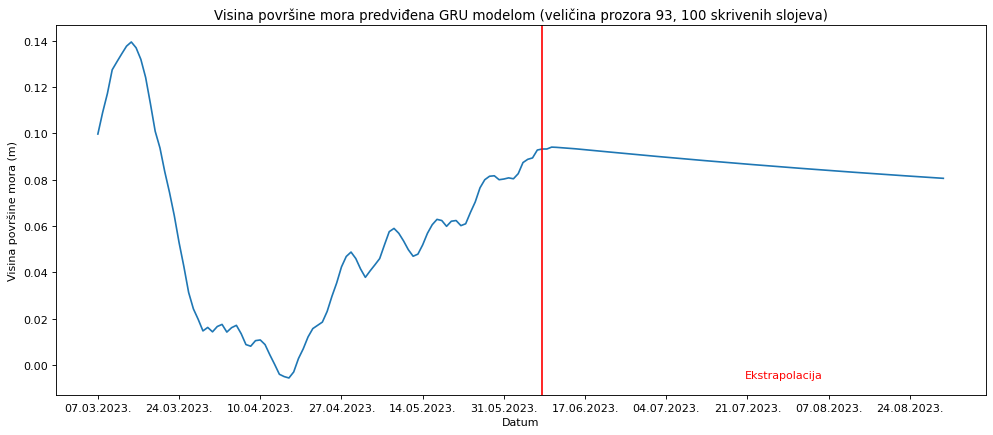 Visina površine mora predviđena GRU modelom (veličina prozora 93, 100 skrivenih slojeva)
Visina površine mora (m)
0.14
0.12
0.10
0.08
0.06
0.04
0.02
0.00
Ekstrapolacija
07.03.2023. 24.03.2023. 10.04.2023. 27.04.2023. 14.05.2023. 31.05.2023. 17.06.2023. 04.07.2023. 21.07.2023. 07.08.2023. 24.08.2023.
Datum